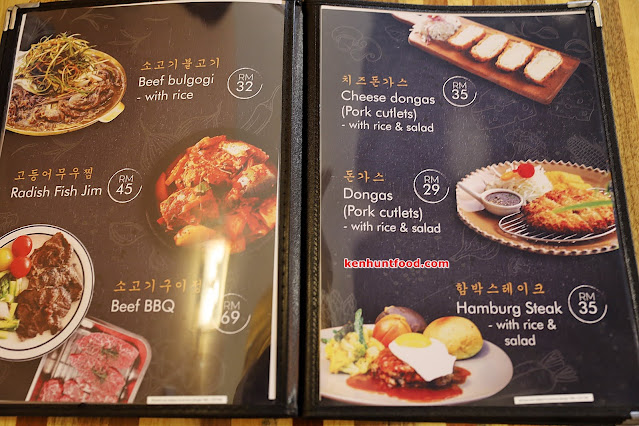 소고기불고기
Beef bulgogi
- with rice
RM
32
고등어무우찜
Radish Fish Jim
RM
45
소고기구이
Beef BBQ
RM
69
치즈돈가스
Cheese dongas
(Pork cutlets)
- with rice & salad
RM
35
돈가스
Dongas
(Pork cutlets)
- with rice & salad
RM
29
kenhuntfood.com
함박스테이크
Hamburg Steak
- with rice &
salad
RM
35